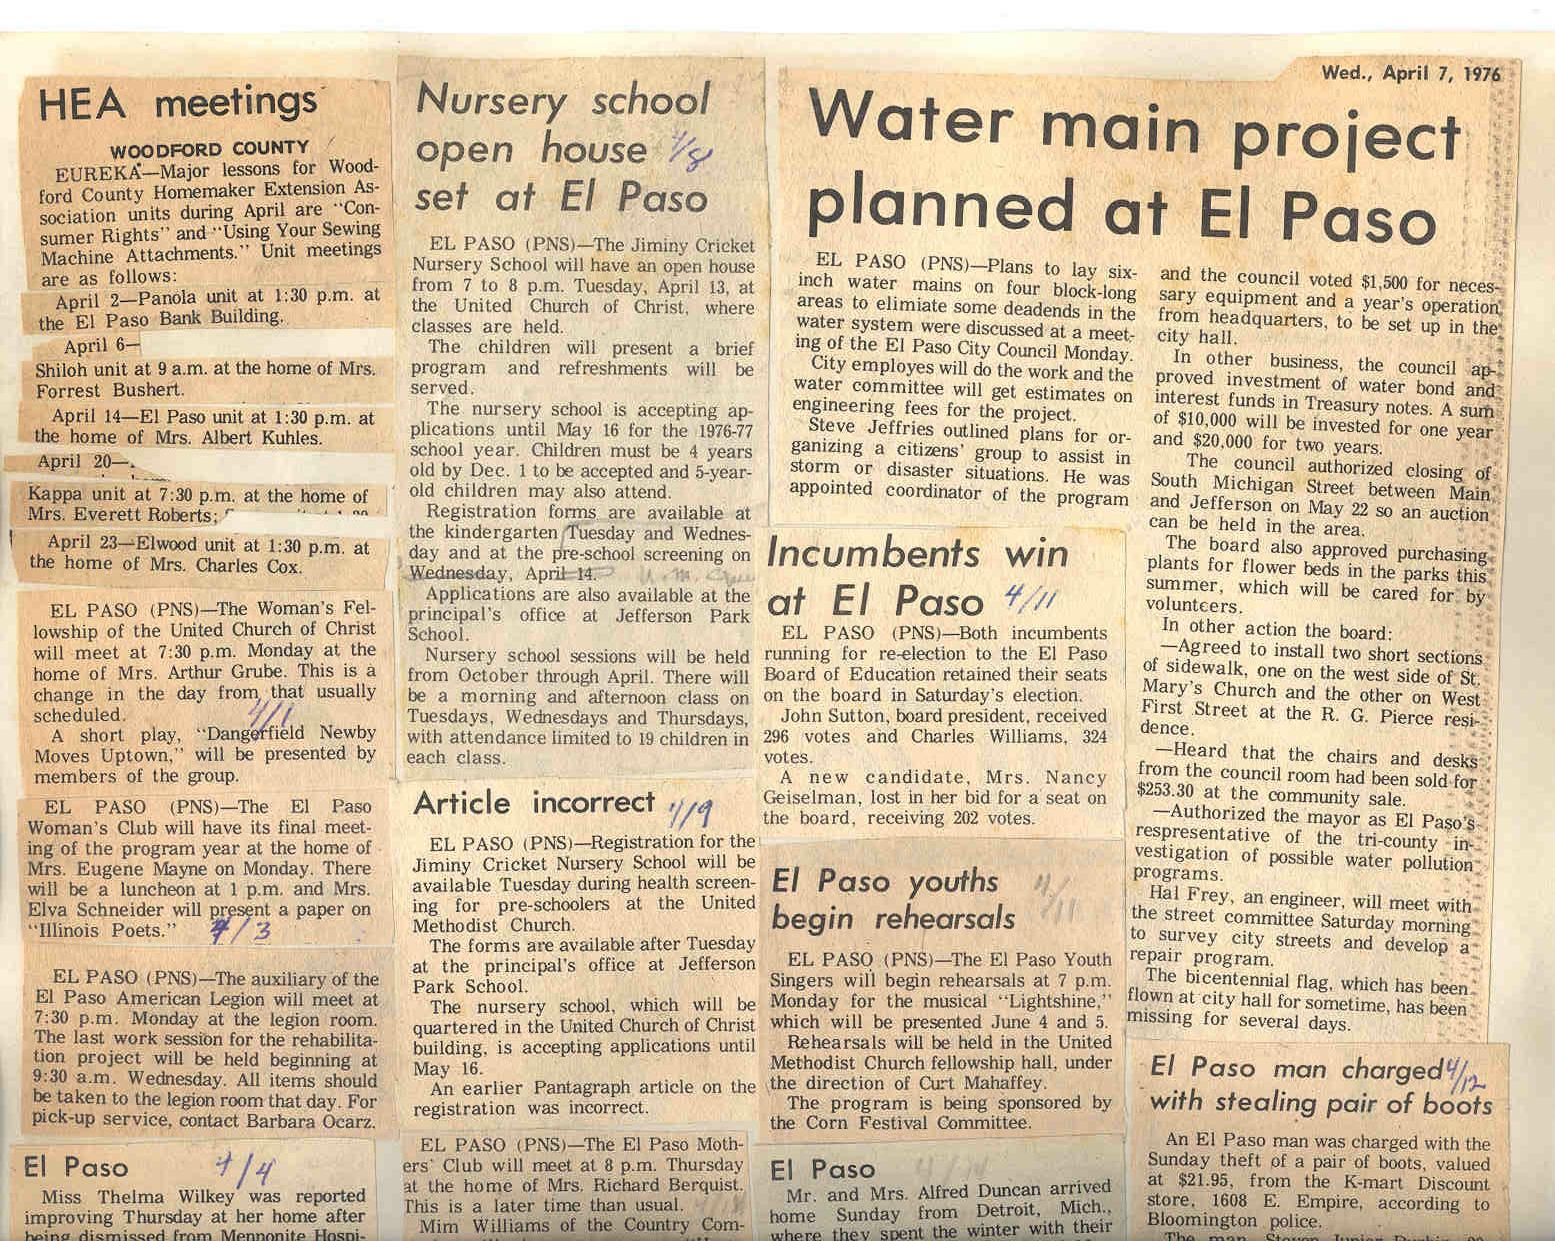 HEA meetings
WOODFORD COUNTY
EUREKA—Major lessons for Wood-
ford County Homemaker Extension As-
sociation units during April are "Con-
sumer Rights" and "Using Your Sewing
Machine Attachments." Unit meetings
are as follows:
April 2—Panola unit at 1:30 p.m. at
the El Paso Bank Building.
April 6—
Shiloh unit at 9 a.m. at the home of Mrs.
Forrest Bushert.
April 14—El Paso unit at 1:30 p.m. at
the home of Mrs. Albert Kuhles.
April 20—
Kappa unit at 7:30 p.m. at the home of
Mrs. Everett Roberts;
April 23—Elwood unit at 1:30 p.m. at
the home of Mrs. Charles Cox.
EL PASO (PNS)—The Woman's Fel-
lowship of the United Church of Christ
will meet at 7:30 p.m. Monday at the
home of Mrs. Arthur Grube. This is a
change in the day from that usually
scheduled.
4/1
A short play, "Dangerfield Newby
Moves Uptown," will be presented by
members of the group.
EL PASO (PNS)—The El Paso
Woman's Club will have its final meet-
ing of the program year at the home of
Mrs. Eugene Mayne on Monday. There
will be a luncheon at 1 p.m. and Mrs.
Elva Schneider will present a paper on
"Illinois Poets." 4/3
EL PASO (PNS)—The auxiliary of the
El Paso American Legion will meet at
7:30 p.m. Monday at the legion room.
The last work session for the rehabilita-
tion project will be held beginning at
9:30 a.m. Wednesday. All items should
be taken to the legion room that day. For
pick-up service, contact Barbara Ocarz.
El Paso 4/4
Miss Thelma Wilkey was reported
improving Thursday at her home after
being dismissed from Mennonite Hospi-
Nursery school
open house 4/8
set at El Paso
EL PASO (PNS)—The Jiminy Cricket
Nursery School will have an open house
from 7 to 8 p.m. Tuesday, April 13, at
the United Church of Christ, where
classes are held.
The children will present a brief
program and refreshments will be
served.
The nursery school is accepting ap-
plications until May 16 for the 1976-77
school year. Children must be 4 years
old by Dec. 1 to be accepted and 5-year-
old children may also attend.
Registration forms are available at
the kindergarten Tuesday and Wednes-
day and at the pre-school screening on
Wednesday, April 14.
Applications are also available at the
principal's office at Jefferson Park
School.
Nursery school sessions will be held
from October through April. There will
be a morning and afternoon class on
Tuesdays, Wednesdays and Thursdays,
with attendance limited to 19 children in
each class.
Article incorrect 4/9
EL PASO (PNS)—Registration for the
Jiminy Cricket Nursery School will be
available Tuesday during health screen-
ing for pre-schoolers at the United
Methodist Church.
The forms are available after Tuesday
at the principal's office at Jefferson
Park School.
The nursery school, which will be
quartered in the United Church of Christ
building, is accepting applications until
May 16.
An earlier Pantagraph article on the
registration was incorrect.
EL PASO (PNS)—The El Paso Moth-
ers' Club will meet at 8 p.m. Thursday
at the home of Mrs. Richard Berquist.
This is a later time than usual.
Mim Williams of the Country Com-
Wed., April 7, 1976
Water main project
planned at El Paso
EL PASO (PNS)—Plans to lay six-
inch water mains on four block-long
areas to elimiate some deadends in the
water system were discussed at a meet-
ing of the El Paso City Council Monday.
City employes will do the work and the
water committee will get estimates on
engineering fees for the project.
Steve Jeffries outlined plans for or-
ganizing a citizens' group to assist in
storm or disaster situations. He was
appointed coordinator of the program
and the council voted $1,500 for neces-
sary equipment and a year's operation
from headquarters, to be set up in the
city hall.
In other business, the council ap-
proved investment of water bond and
interest funds in Treasury notes. A sum
of $10,000 will be invested for one year
and $20,000 for two years.
The council authorized closing of
South Michigan Street between Main
and Jefferson on May 22 so an auction
can be held in the area.
The board also approved purchasing
plants for flower beds in the parks this
summer, which will be cared for by
volunteers.
In other action the board:
—Agreed to install two short sections
of sidewalk, one on the west side of St.
Mary's Church and the other on West
First Street at the R. G. Pierce resi-
dence.
—Heard that the chairs and desks
from the council room had been sold for
$253.30 at the community sale.
—Authorized the mayor as El Paso's
respresentative of the tri-county in-
vestigation of possible water pollution
programs.
Hal Frey, an engineer, will meet with
the street committee Saturday morning
to survey city streets and develop a
repair program.
The bicentennial flag, which has been
flown at city hall for sometime, has been
missing for several days.
Incumbents win
at El Paso 4/11
EL PASO (PNS)—Both incumbents
running for re-election to the El Paso
Board of Education retained their seats
on the board in Saturday's election.
John Sutton, board president, received
296 votes and Charles Williams, 324
votes.
A new candidate, Mrs. Nancy
Geiselman, lost in her bid for a seat on
the board, receiving 202 votes.
El Paso youths 4/11
begin rehearsals
EL PASO (PNS)—The El Paso Youth
Singers will begin rehearsals at 7 p.m.
Monday for the musical "Lightshine,"
which will be presented June 4 and 5.
Rehearsals will be held in the United
Methodist Church fellowship hall, under
the direction of Curt Mahaffey.
The program is being sponsored by
the Corn Festival Committee.
El Paso
Mr. and Mrs. Alfred Duncan arrived
home Sunday from Detroit, Mich.,
where they spent the winter with their
El Paso man charged 4/12
with stealing pair of boots
An El Paso man was charged with the
Sunday theft of a pair of boots, valued
at $21.95, from the K-mart Discount
store, 1608 E. Empire, according to
Bloomington police.
The man, Steven Junior